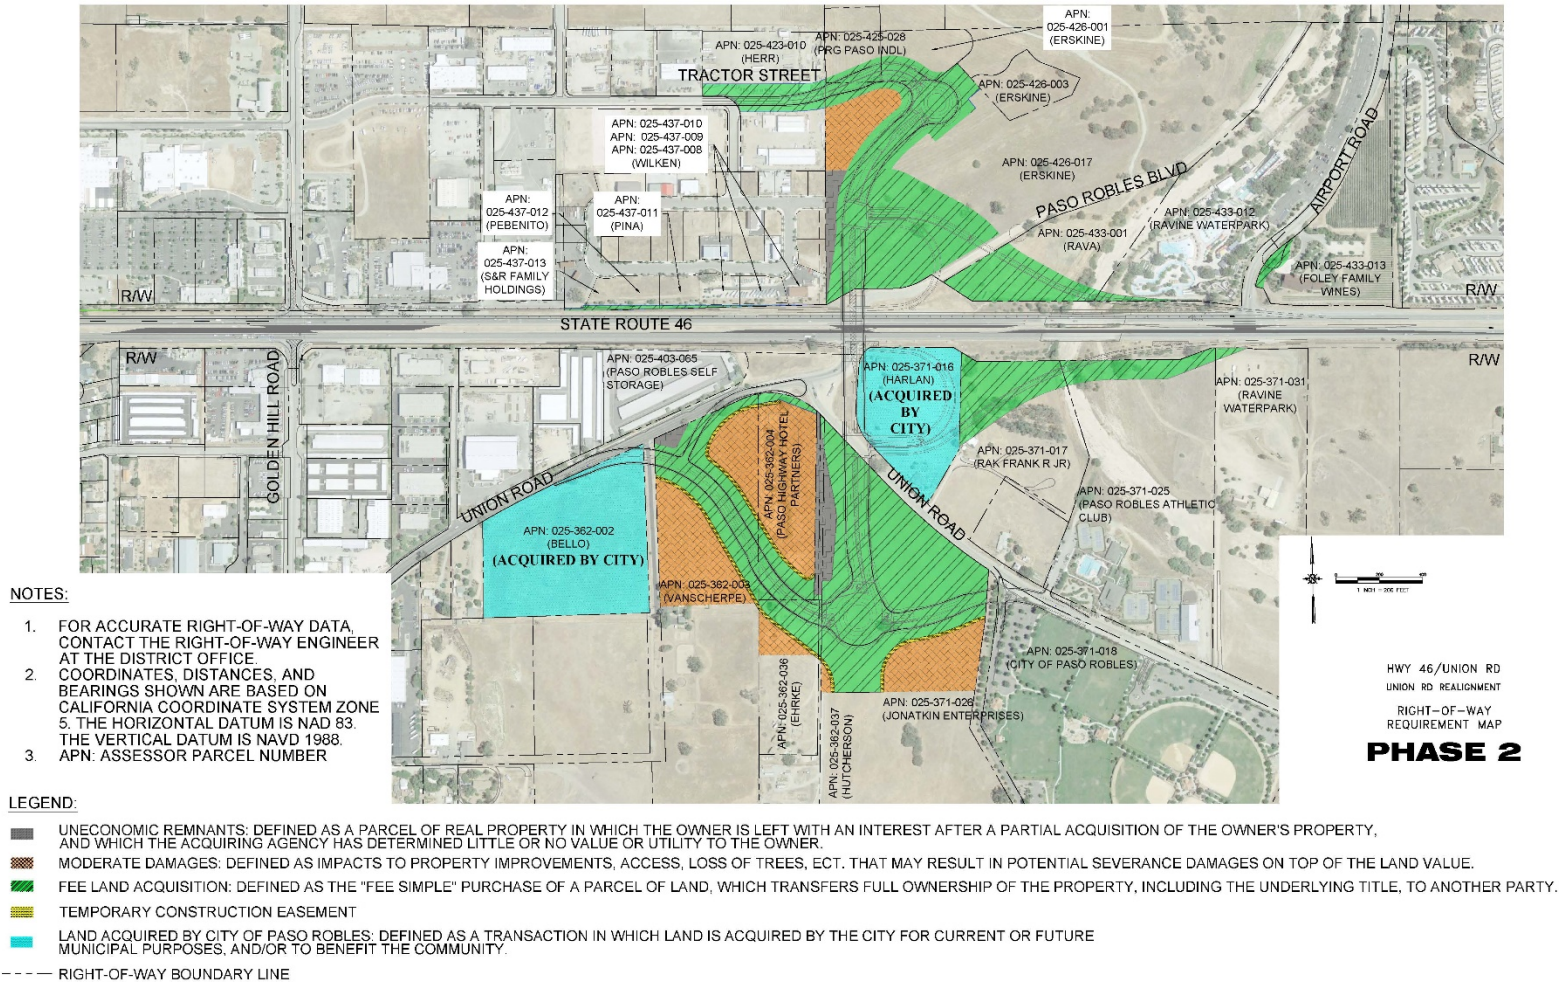 APN:
025-426-001
(ERSKINE)
APN: 025-423-010
(HERR)
APN: 025-425-028
(PRG PASO INDL)
TRACTOR STREET
APN: 025-426-003
(ERSKINE)
APN: 025-437-010
APN: 025-437-009
APN: 025-437-008
(WILKEN)
APN: 025-426-017
(ERSKINE)
PASO ROBLES BLVD
AIRPORT ROAD
APN:
025-437-012
(PEBENITO)
APN:
025-437-011
(PINA)
APN: 025-433-012
(RAVINE WATERPARK)
APN: 025-433-001
(RAVA)
APN:
025-437-013
(S&R FAMILY
HOLDINGS)
APN: 025-433-013
(FOLEY FAMILY
WINES)
R/W
R/W
STATE ROUTE 46
R/W
R/W
GOLDEN HILL ROAD
APN: 025-403-065
(PASO ROBLES SELF
STORAGE)
APN: 025-371-016
(HARLAN)
(ACQUIRED
BY
CITY)
APN: 025-371-031
(RAVINE
WATERPARK)
APN: 025-362-004
(PASO HIGHWAY HOTEL
PARTNERS)
APN: 025-371-017
(RAK FRANK R JR)
UNION ROAD
UNION ROAD
APN: 025-371-025
(PASO ROBLES ATHLETIC
CLUB)
APN: 025-362-002
(BELLO)
(ACQUIRED BY CITY)
APN: 025-362-003
(VANSCHERPE)
APN: 025-371-018
(CITY OF PASO ROBLES)
APN: 025-362-036
(EHRKE)
APN: 025-362-037
(HUTCHERSON)
APN: 025-371-026
(JONATKIN ENTERPRISES)
1 INCH = 200 FEET
HWY 46/UNION RD
UNION RD REALIGNMENT
RIGHT-OF-WAY
REQUIREMENT MAP
PHASE 2
NOTES:
1. FOR ACCURATE RIGHT-OF-WAY DATA,
CONTACT THE RIGHT-OF-WAY ENGINEER
AT THE DISTRICT OFFICE.
2. COORDINATES, DISTANCES, AND
BEARINGS SHOWN ARE BASED ON
CALIFORNIA COORDINATE SYSTEM ZONE
5. THE HORIZONTAL DATUM IS NAD 83.
THE VERTICAL DATUM IS NAVD 1988.
3. APN: ASSESSOR PARCEL NUMBER
LEGEND:
UNECONOMIC REMNANTS: DEFINED AS A PARCEL OF REAL PROPERTY IN WHICH THE OWNER IS LEFT WITH AN INTEREST AFTER A PARTIAL ACQUISITION OF THE OWNER'S PROPERTY,
AND WHICH THE ACQUIRING AGENCY HAS DETERMINED LITTLE OR NO VALUE OR UTILITY TO THE OWNER.
MODERATE DAMAGES: DEFINED AS IMPACTS TO PROPERTY IMPROVEMENTS, ACCESS, LOSS OF TREES, ECT. THAT MAY RESULT IN POTENTIAL SEVERANCE DAMAGES ON TOP OF THE LAND VALUE.
FEE LAND ACQUISITION: DEFINED AS THE "FEE SIMPLE" PURCHASE OF A PARCEL OF LAND, WHICH TRANSFERS FULL OWNERSHIP OF THE PROPERTY, INCLUDING THE UNDERLYING TITLE, TO ANOTHER PARTY.
TEMPORARY CONSTRUCTION EASEMENT
LAND ACQUIRED BY CITY OF PASO ROBLES: DEFINED AS A TRANSACTION IN WHICH LAND IS ACQUIRED BY THE CITY FOR CURRENT OR FUTURE
MUNICIPAL PURPOSES, AND/OR TO BENEFIT THE COMMUNITY.
RIGHT-OF-WAY BOUNDARY LINE